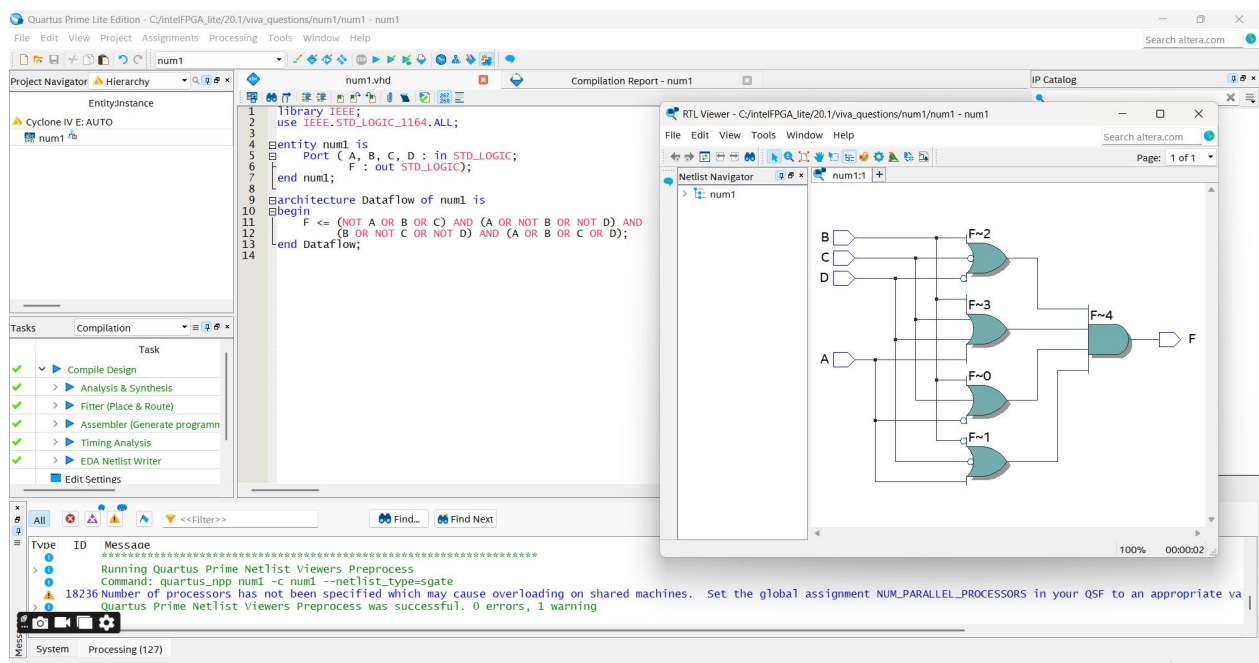 Quartus Prime Lite Edition - C:/intelFPGA_lite/20.1/viva_questions/num1/num1 - num1
File Edit View Project Assignments Processing Tools Window Help
Search altera.com
num1
Project Navigator Hierarchy
num1.vhd
Compilation Report - num1
IP Catalog
Entity:Instance
Cyclone IV E: AUTO
num1
267
268
1 library IEEE;
2 use IEEE.STD_LOGIC_1164.ALL;
3
4 entity num1 is
5 Port ( A, B, C, D : in STD_LOGIC;
6 F : out STD_LOGIC);
7 end num1;
8
9 architecture Dataflow of num1 is
10 begin
11 F <= (NOT A OR B OR C) AND (A OR NOT B OR NOT D) AND
12 (B OR NOT C OR NOT D) AND (A OR B OR C OR D);
13 end Dataflow;
14
RTL Viewer - C:/intelFPGA_lite/20.1/viva_questions/num1/num1 - num1
File Edit View Tools Window Help
Search altera.com
Page: 1 of 1
Netlist Navigator
num1:1
num1
B
C
D
A
F~2
F~3
F~0
F~1
F~4
F
100% 00:00:02
Tasks Compilation
Task
Compile Design
Analysis & Synthesis
Fitter (Place & Route)
Assembler (Generate programm
Timing Analysis
EDA Netlist Writer
Edit Settings
All
<<Filter>>
Find...
Find Next
Type ID Message
*******************************************************************
Running Quartus Prime Netlist Viewers Preprocess
Command: quartus_npp num1 -c num1 --netlist_type=sgate
18236 Number of processors has not been specified which may cause overloading on shared machines. Set the global assignment NUM_PARALLEL_PROCESSORS in your QSF to an appropriate va
Quartus Prime Netlist Viewers Preprocess was successful. 0 errors, 1 warning
System Processing (127)